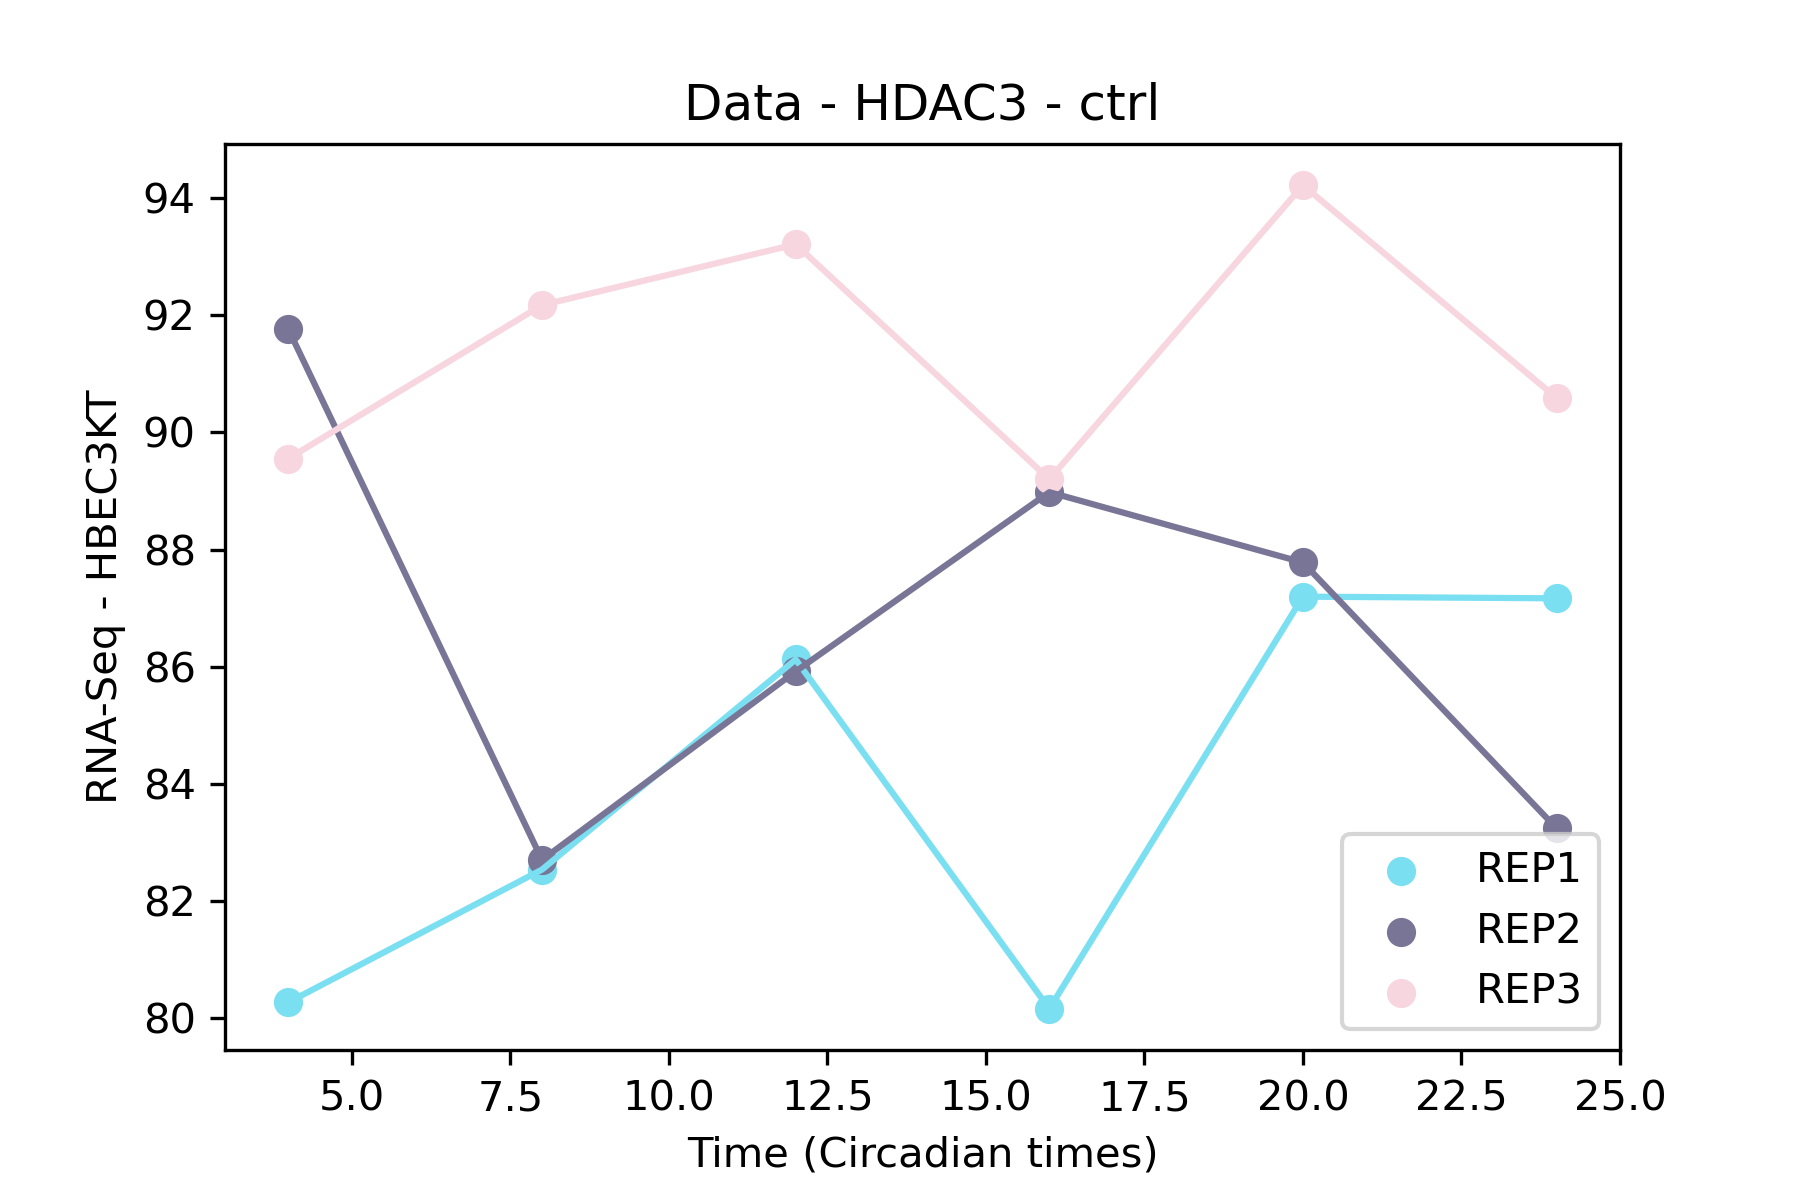 Data - HDAC3 - ctrl
RNA-Seq - HBEC3KT
94
92
90
88
86
84
82
80
REP1
REP2
REP3
5.0 7.5 10.0 12.5 15.0 17.5 20.0 22.5 25.0
Time (Circadian times)